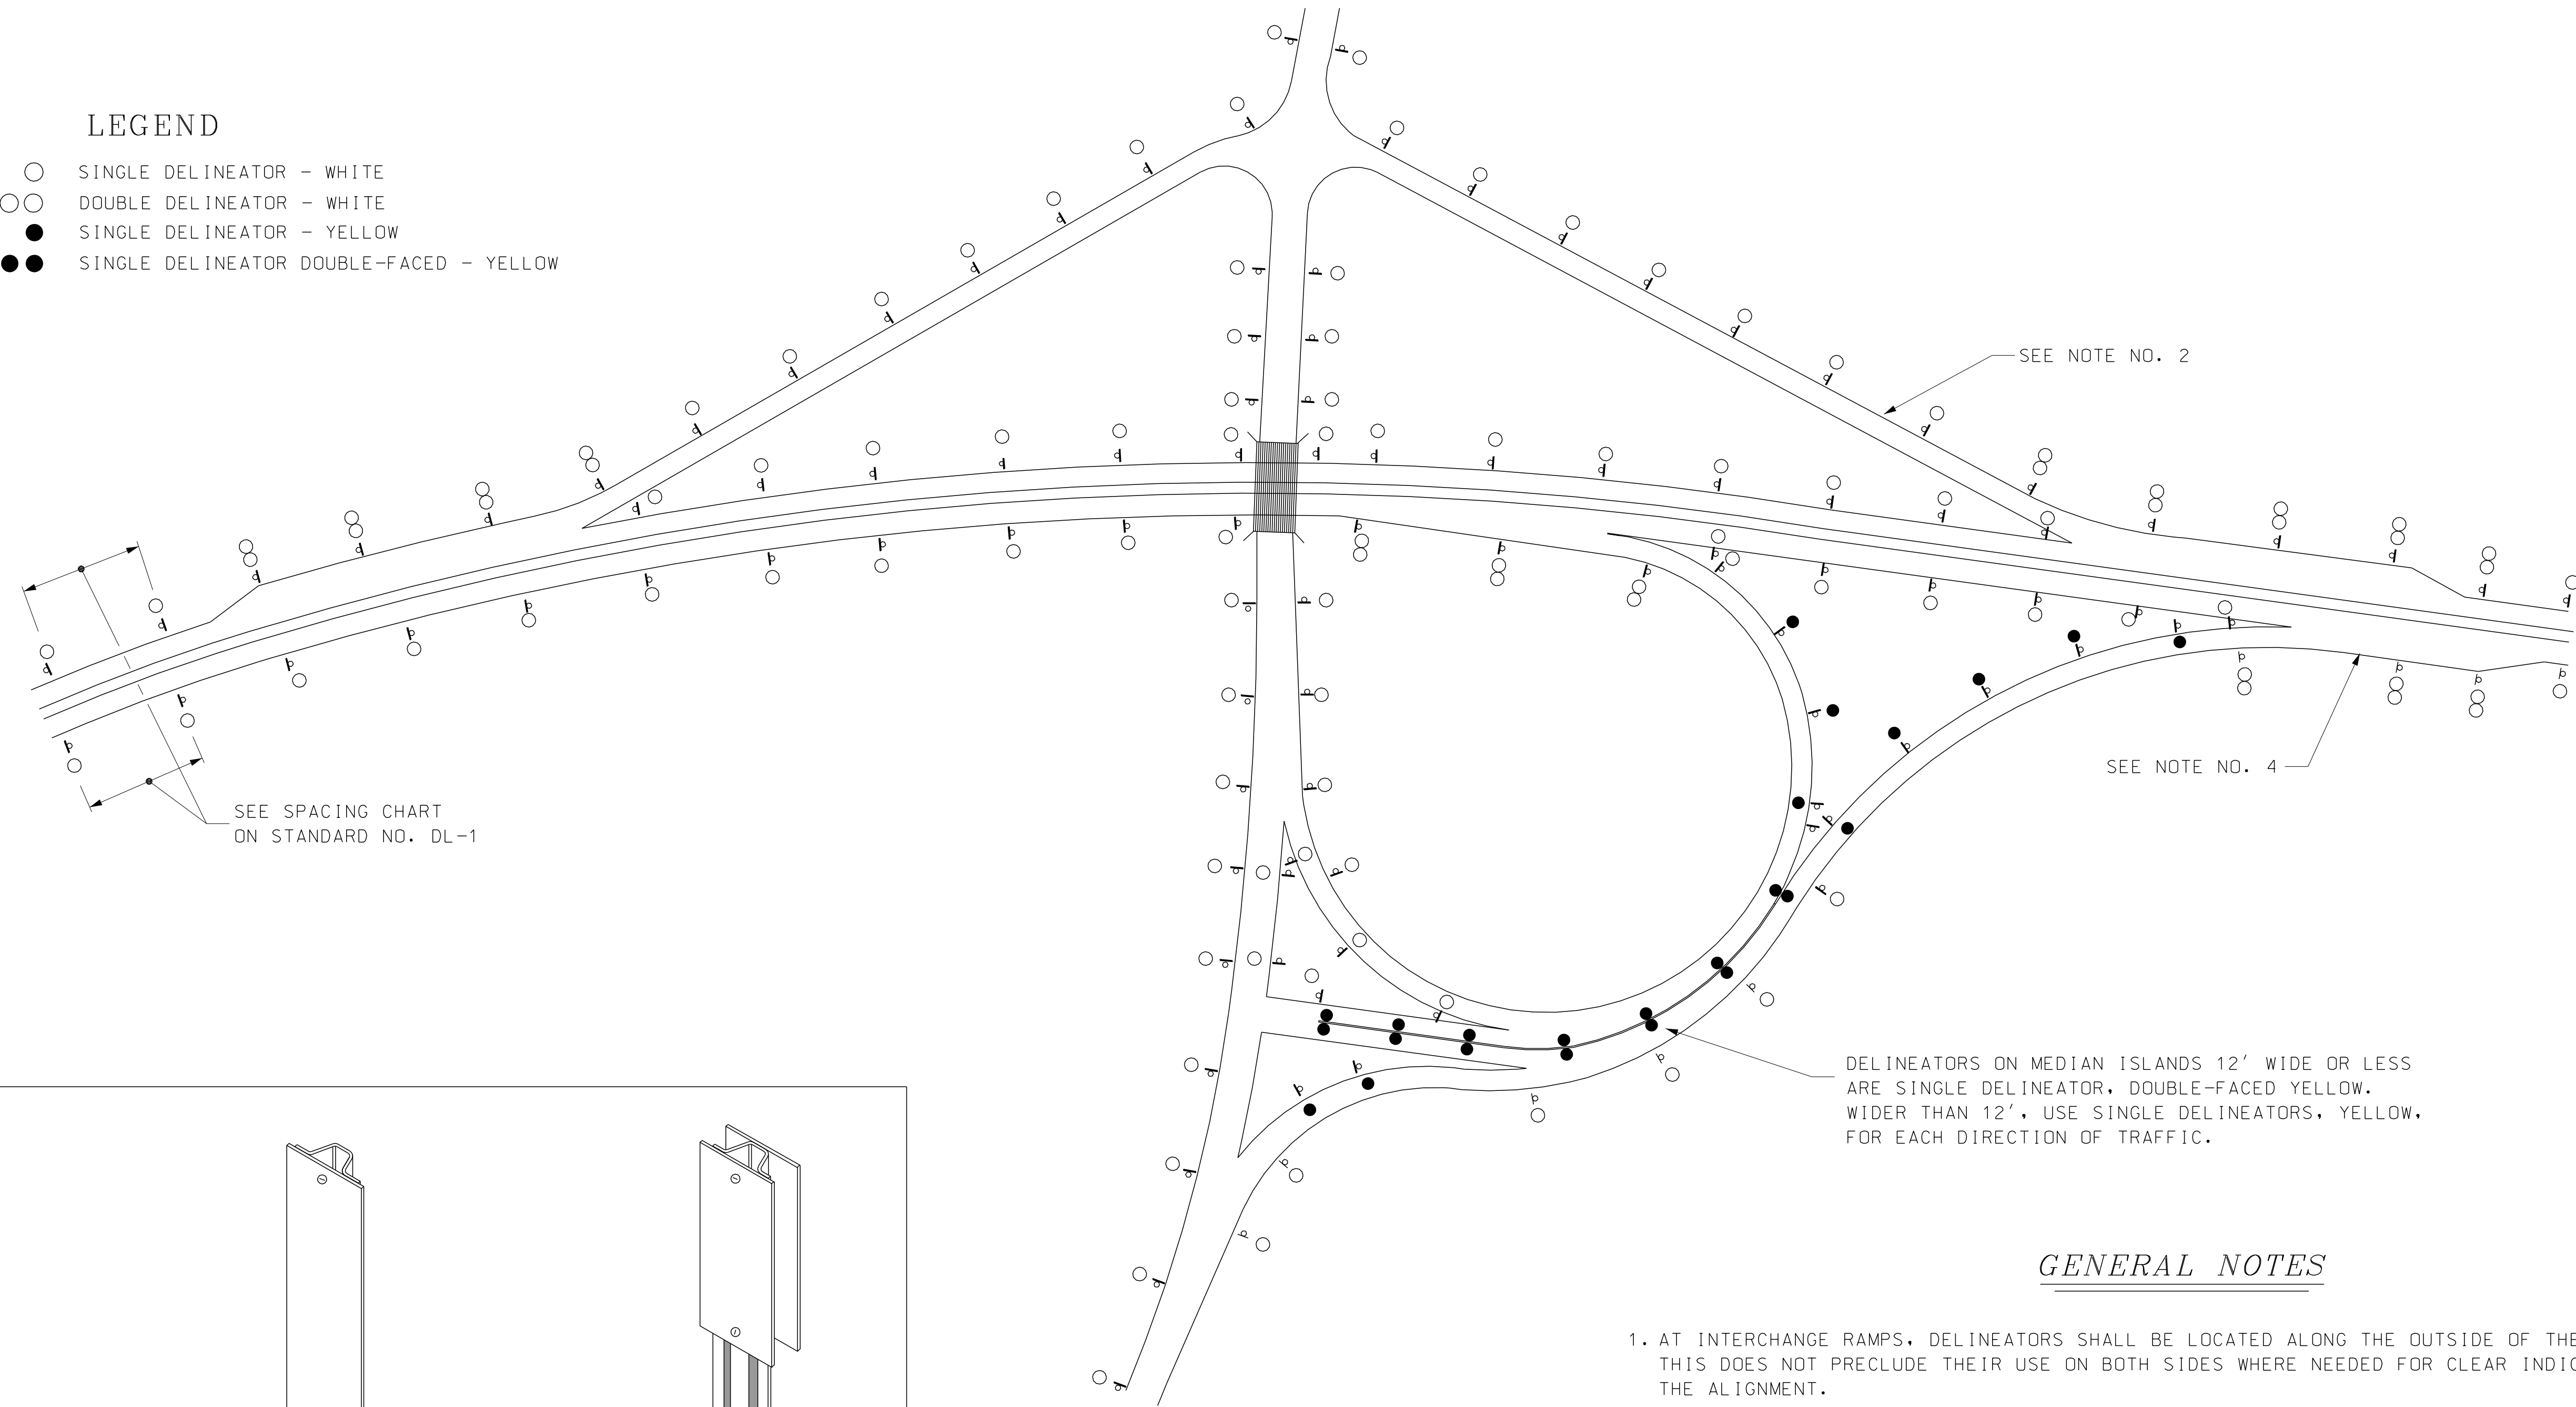 LEGEND
SINGLE DELINEATOR - WHITE
DOUBLE DELINEATOR - WHITE
SINGLE DELINEATOR - YELLOW
SINGLE DELINEATOR DOUBLE-FACED - YELLOW
SEE NOTE NO. 2
SEE NOTE NO. 4
SEE SPACING CHART
ON STANDARD NO. DL-1
DELINEATORS ON MEDIAN ISLANDS 12' WIDE OR LESS
ARE SINGLE DELINEATOR, DOUBLE-FACED YELLOW.
WIDER THAN 12', USE SINGLE DELINEATORS, YELLOW,
FOR EACH DIRECTION OF TRAFFIC.
GENERAL NOTES
1. AT INTERCHANGE RAMPS, DELINEATORS SHALL BE LOCATED ALONG THE OUTSIDE OF THE
THIS DOES NOT PRECLUDE THEIR USE ON BOTH SIDES WHERE NEEDED FOR CLEAR
THE ALIGNMENT.